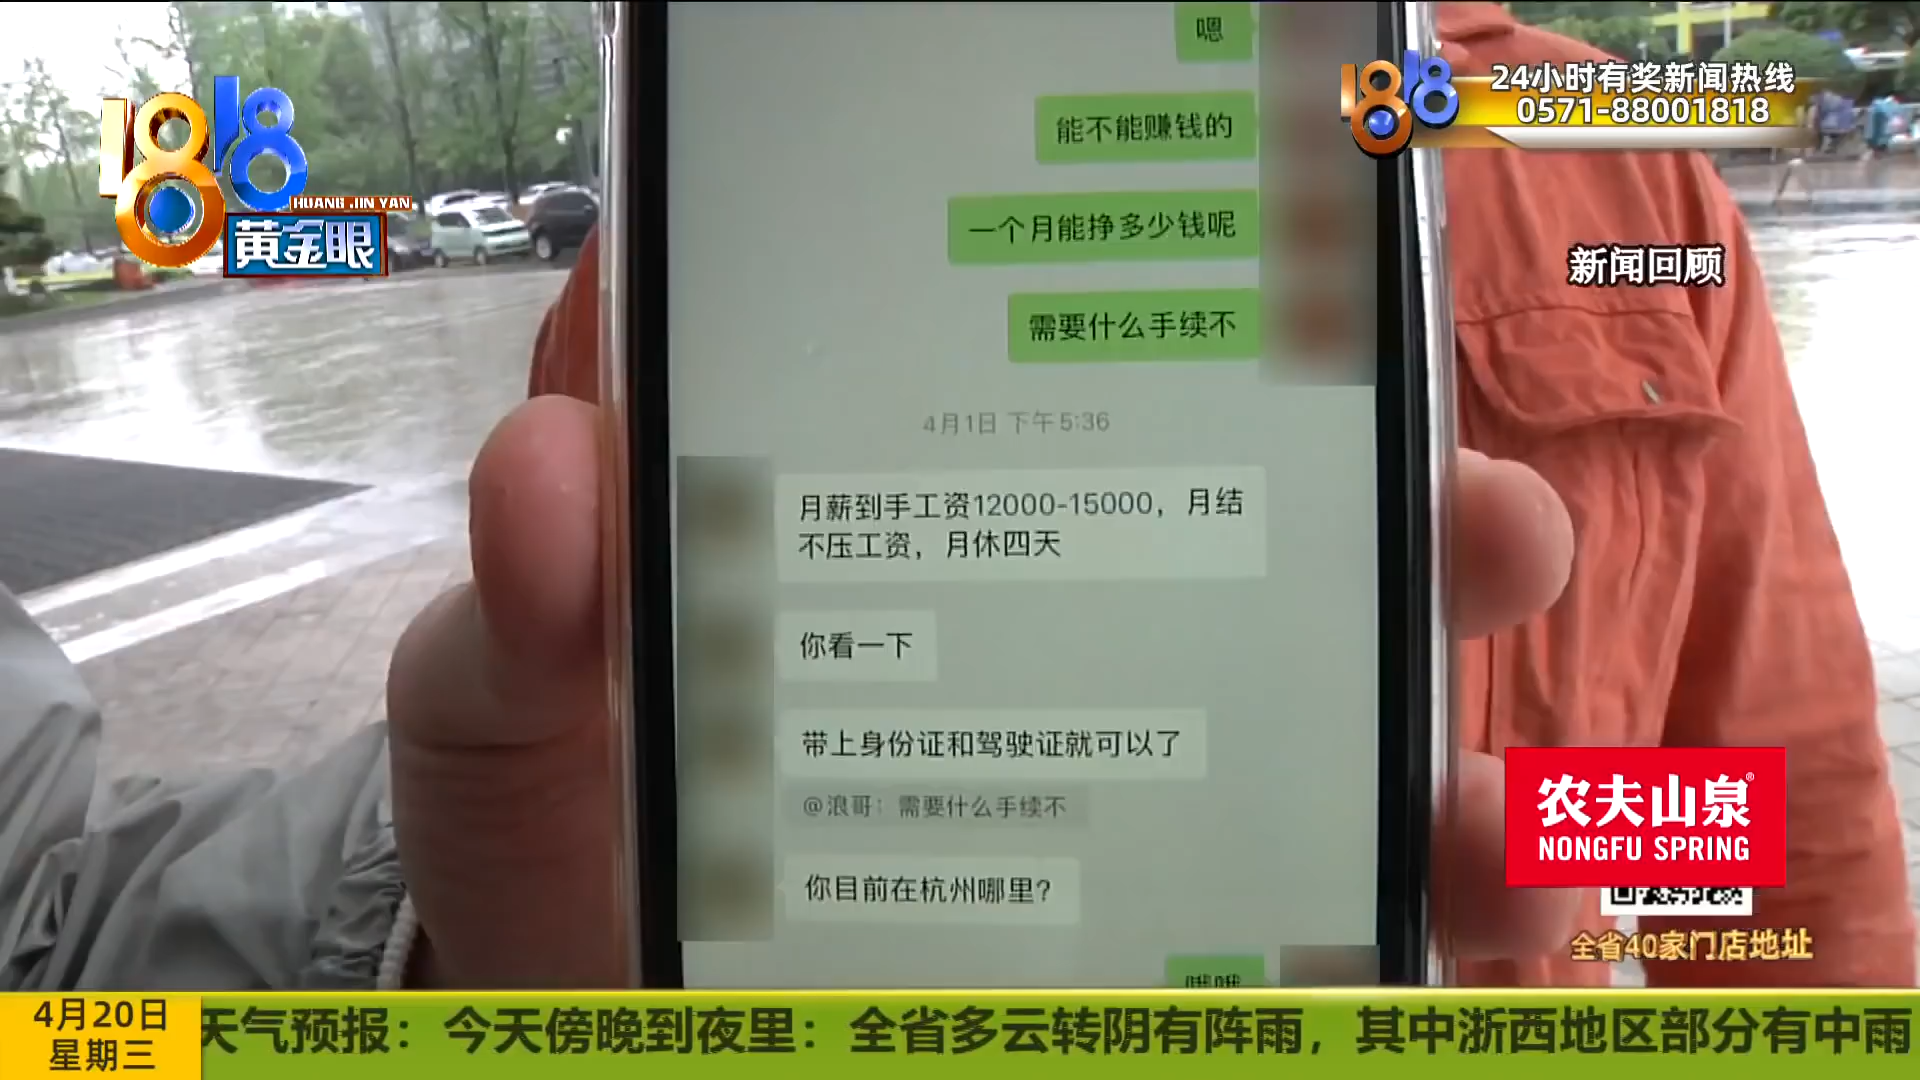 1818
HUANG JIN YAN
黄金眼
1818
24小时有奖新闻热线
0571-88001818
新闻回顾
嗯
能不能赚钱的
一个月能挣多少钱呢
需要什么手续不
4月1日 下午5:36
月薪到手工资12000-15000，月结
不压工资，月休四天
你看一下
带上身份证和驾驶证就可以了
@浪哥：需要什么手续不
你目前在杭州哪里？
哦哦
农夫山泉®
NONGFU SPRING
全省40家门店地址
4月20日
星期三
天气预报：今天傍晚到夜里：全省多云转阴有阵雨，其中浙西地区部分有中雨